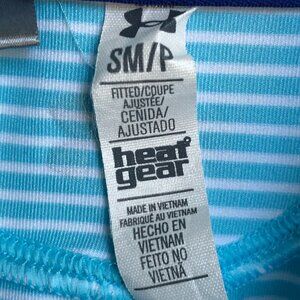 SM/P
FITTED/COUPE
AJUSTÉE/
CENIDA/
AJUSTADO
heat
gear
MADE IN VIETNAM
FABRIQUÉ AU VIETNAM
HECHO EN
VIETNAM
FEITO NO
VIETNÃ